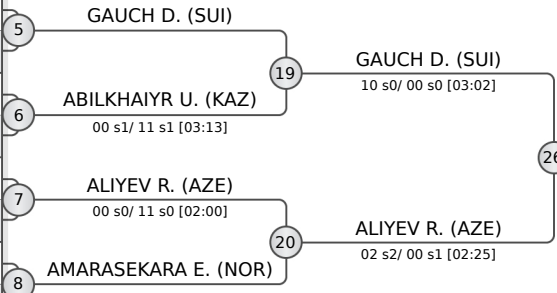 GAUCH D. (SUI)
5
GAUCH D. (SUI)
19
10 s0/ 00 s0 [03:02]
ABILKHAIYR U. (KAZ)
6
00 s1/ 11 s1 [03:13]
26
ALIYEV R. (AZE)
7
00 s0/ 11 s0 [02:00]
ALIYEV R. (AZE)
20
02 s2/ 00 s1 [02:25]
AMARASEKARA E. (NOR)
8